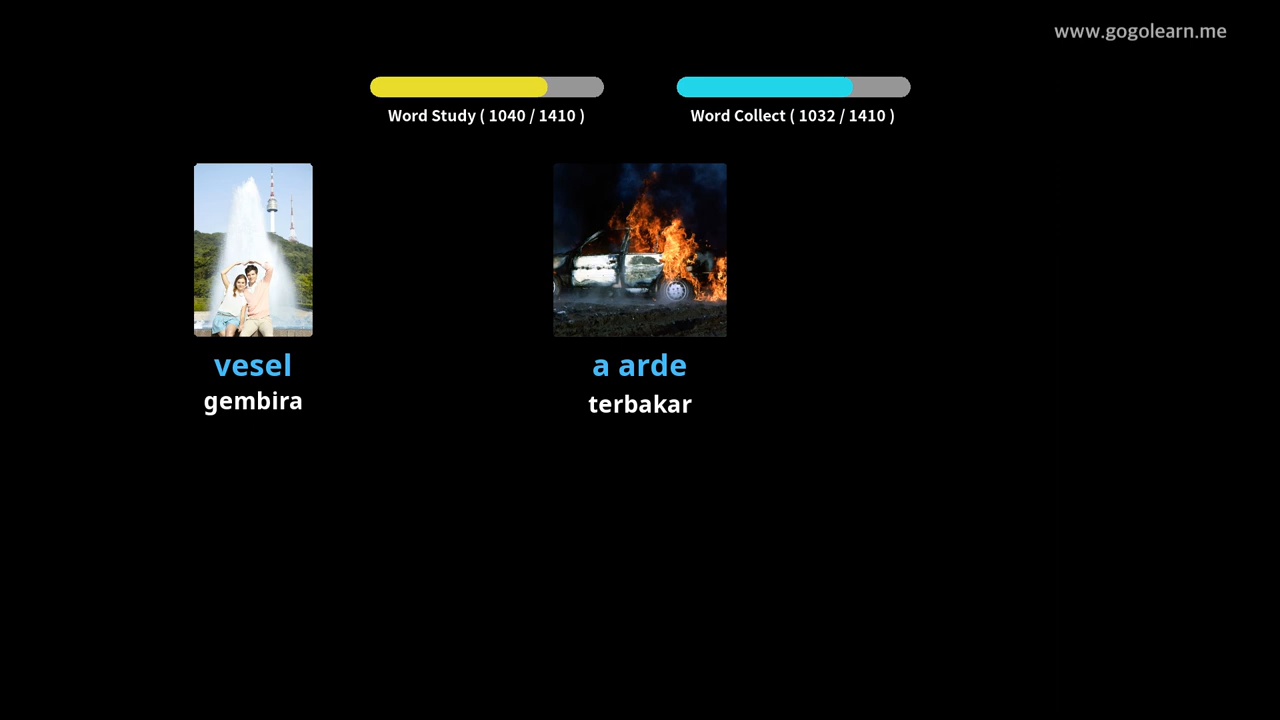 www.gogolearn.me
Word Study ( 1040 / 1410 )
Word Collect ( 1032 / 1410 )
vesel
gembira
a arde
terbakar